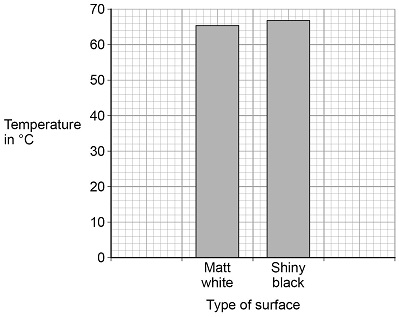 70
60
50
40
30
20
10
0
Temperature
in °C
Matt
white
Shiny
black
Type of surface